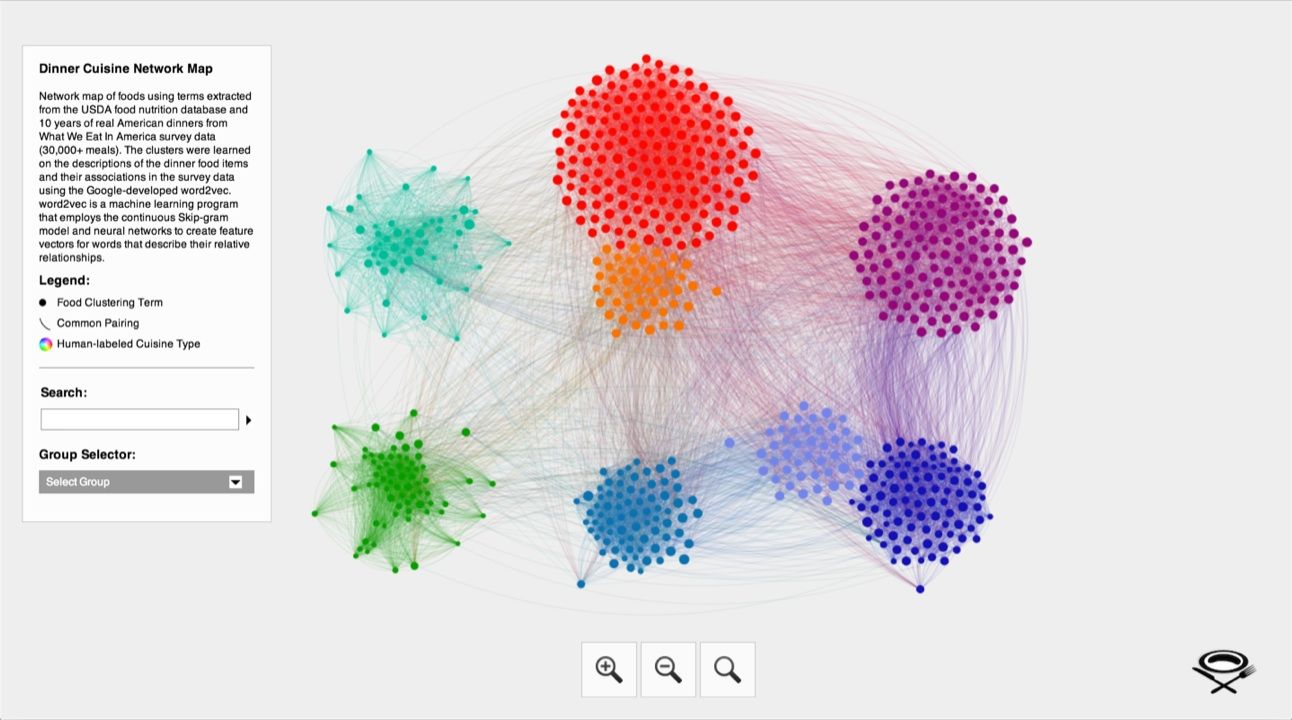 Dinner Cuisine Network Map
Network map of foods using terms extracted
from the USDA food nutrition database and
10 years of real American dinners from
What We Eat In America survey data
(30,000+ meals). The clusters were learned
on the descriptions of the dinner food items
and their associations in the survey data
using the Google-developed word2vec.
word2vec is a machine learning program
that employs the continuous Skip-gram
model and neural networks to create feature
vectors for words that describe their relative
relationships.
Legend:
Food Clustering Term
Common Pairing
Human-labeled Cuisine Type
Search:
Group Selector:
Select Group